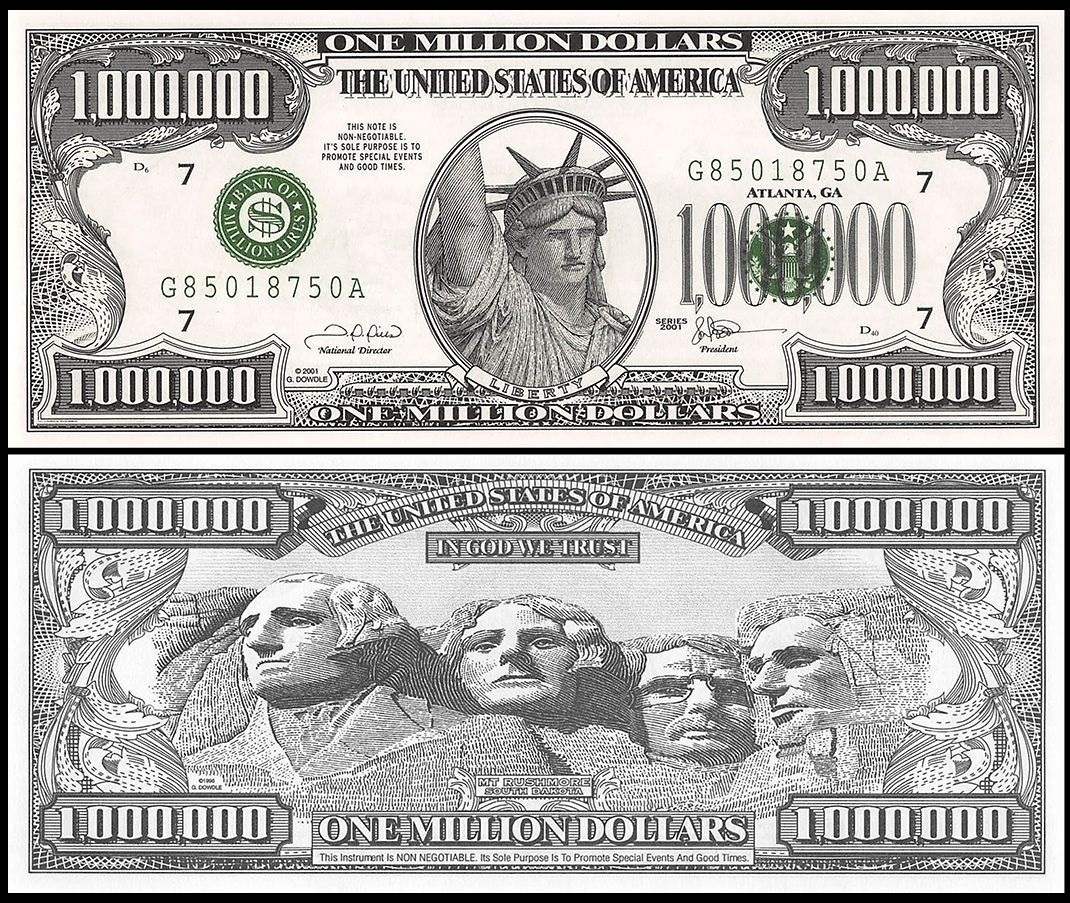 ONE MILLION DOLLARS
THE UNITED STATES OF AMERICA
1,000,000
1,000,000
THIS NOTE IS
NON-NEGOTIABLE.
IT'S SOLE PURPOSE IS TO
PROMOTE SPECIAL EVENTS
AND GOOD TIMES.
D6
7
BANK OF
MILLIONAIRES
$
G85018750A
7
G85018750A
ATLANTA, GA
7
1,000,000
SERIES
2001
D40
7
National Director
President
© 2001
G. DOWDLE
LIBERTY
1,000,000
1,000,000
ONE MILLION DOLLARS
1,000,000
1,000,000
THE UNITED STATES OF AMERICA
IN GOD WE TRUST
©1996
G. DOWDLE
MT RUSHMORE
SOUTH DAKOTA
1,000,000
1,000,000
ONE MILLION DOLLARS
This Instrument Is NON NEGOTIABLE. Its Sole Purpose Is To Promote Special Events And Good Times.